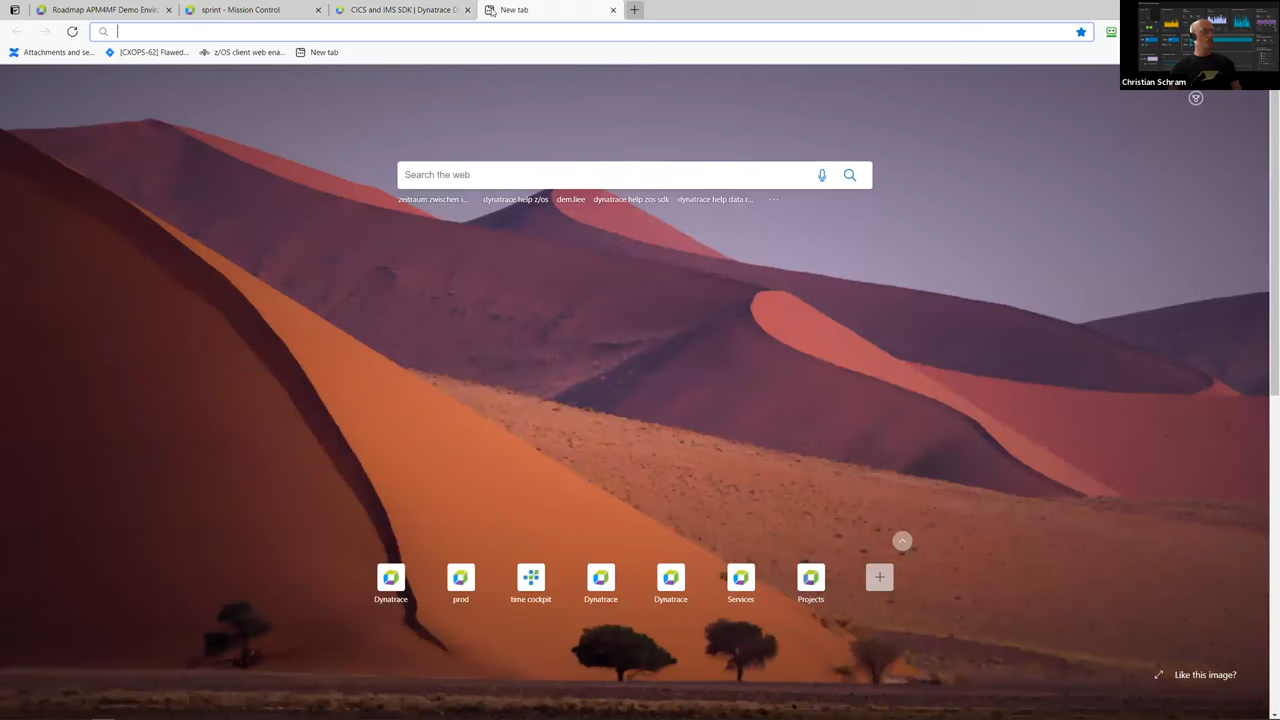 Roadmap APM4MF Demo Envir
sprint - Mission Control
CICS and IMS SDK | Dynatrace D
New tab
Attachments and se...
[CXOPS-62] Flawed...
z/OS client web ena...
New tab
Christian Schram
Search the web
zeitraum zwischen i...
dynatrace help z/os
dem.liee
dynatrace help zos sdk
dynatrace help data r...
Dynatrace
prod
time cockpit
Dynatrace
Dynatrace
Services
Projects
Like this image?